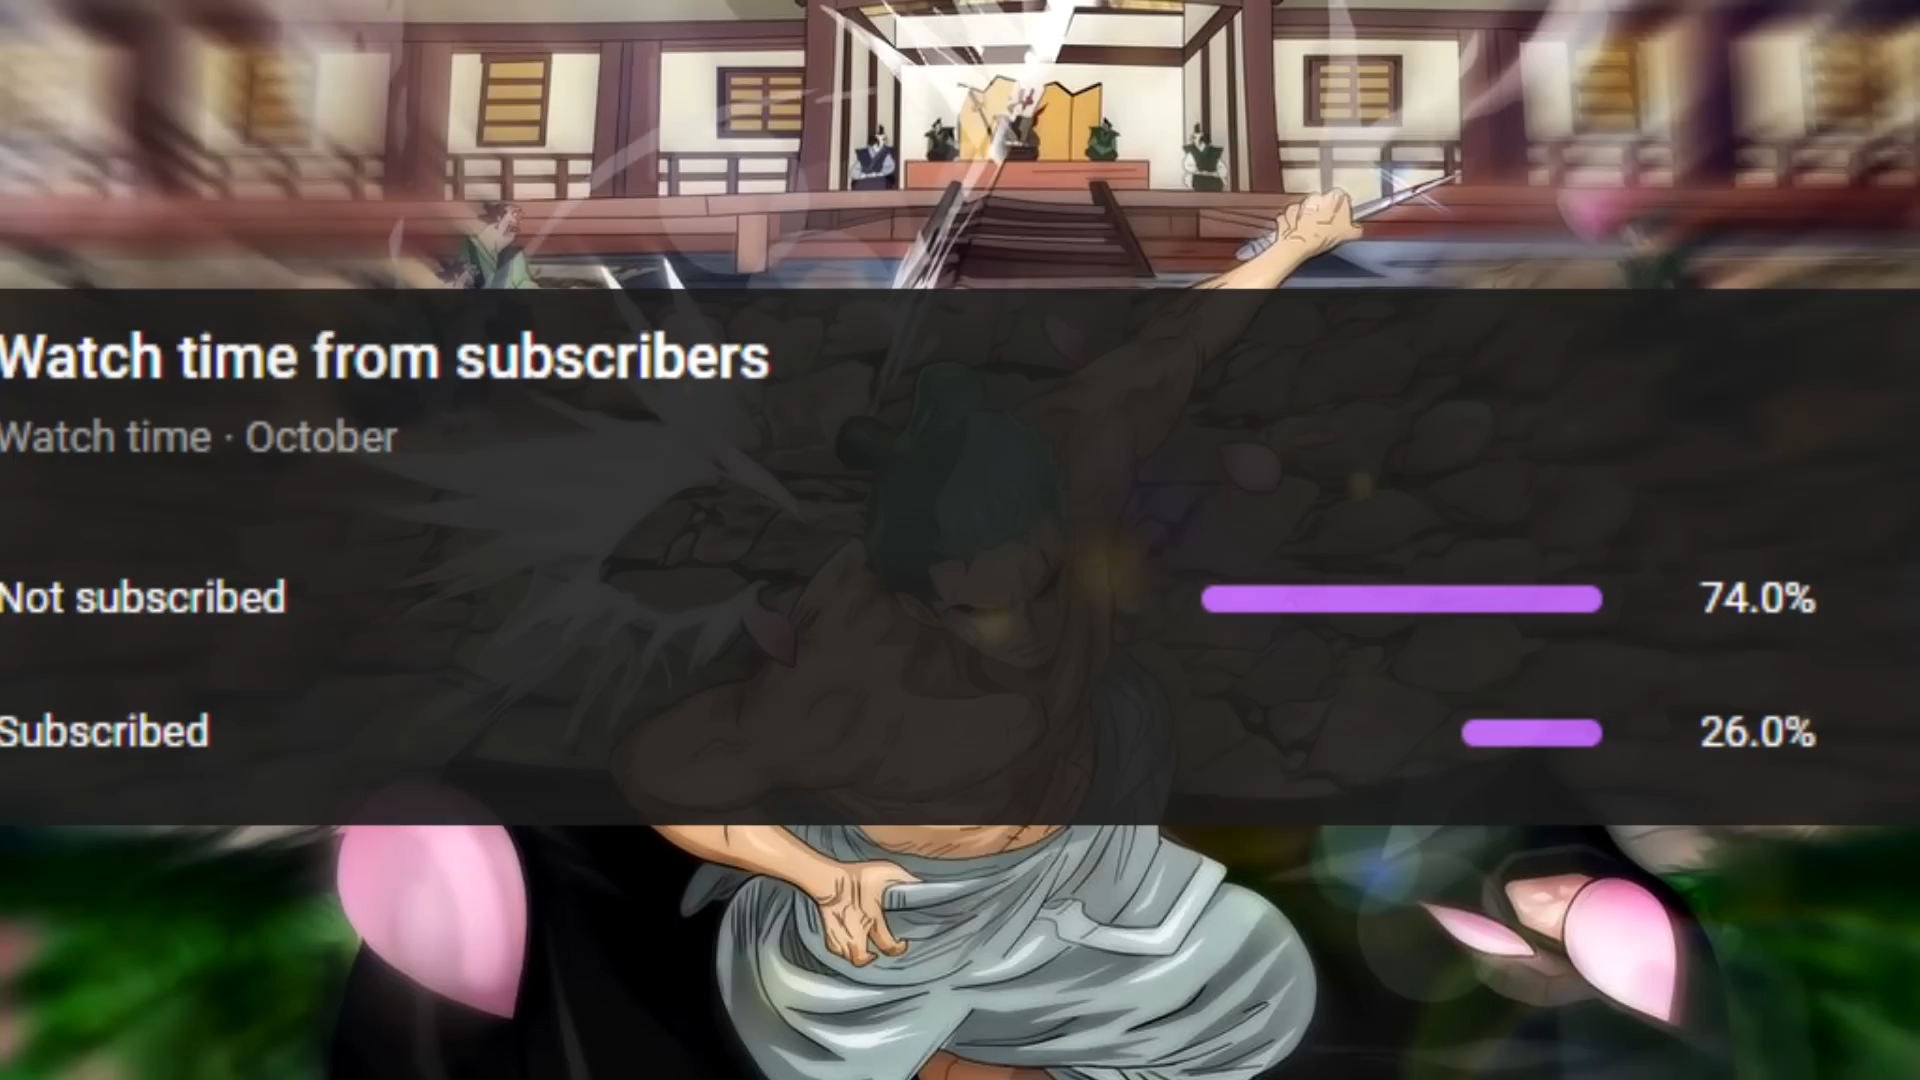 Watch time from subscribers
Watch time · October
Not subscribed 74.0%
Subscribed 26.0%